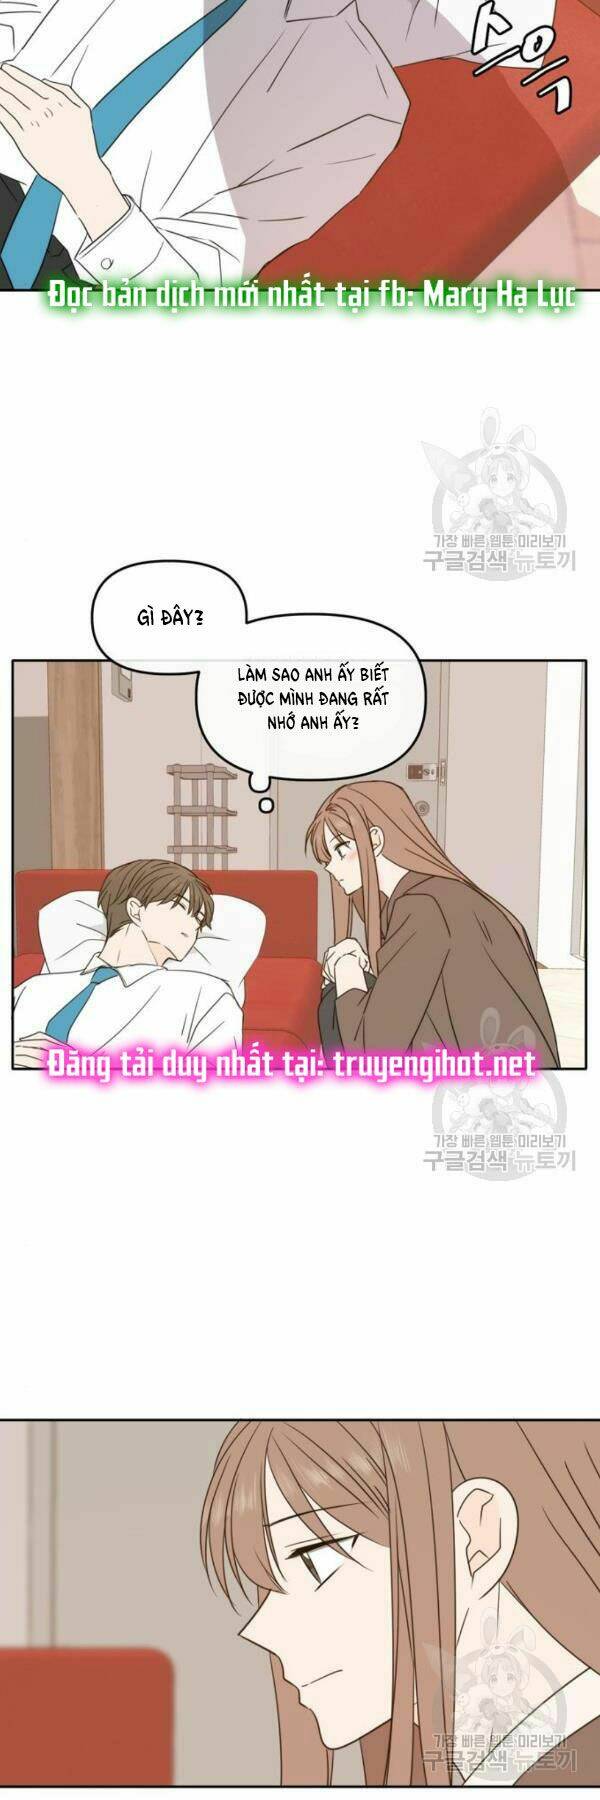 스윽
Đọc bản dịch mới nhất tại fb: Mary Hạ Lục
가장 빠른 웹툰 미리보기
구글검색 뉴토끼
GÌ ĐÂY?
LÀM SAO ANH ẤY BIẾT
ĐƯỢC MÌNH ĐANG RẤT
NHỚ ANH ẤY?
Đăng tải duy nhất tại: truyengihot.net
가장 빠른 웹툰 미리보기
구글검색 뉴토끼
가장 빠른 웹툰 미리보기
구글검색 뉴토끼